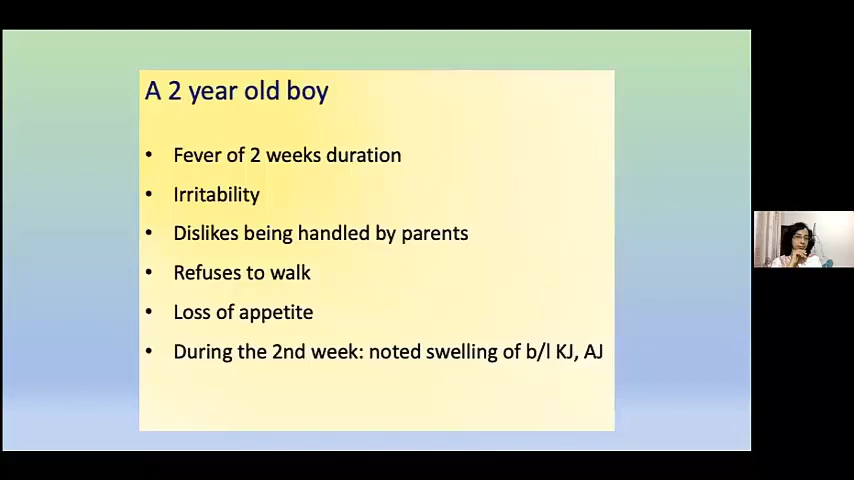 A 2 year old boy
• Fever of 2 weeks duration
• Irritability
• Dislikes being handled by parents
• Refuses to walk
• Loss of appetite
• During the 2nd week: noted swelling of b/l KJ, AJ